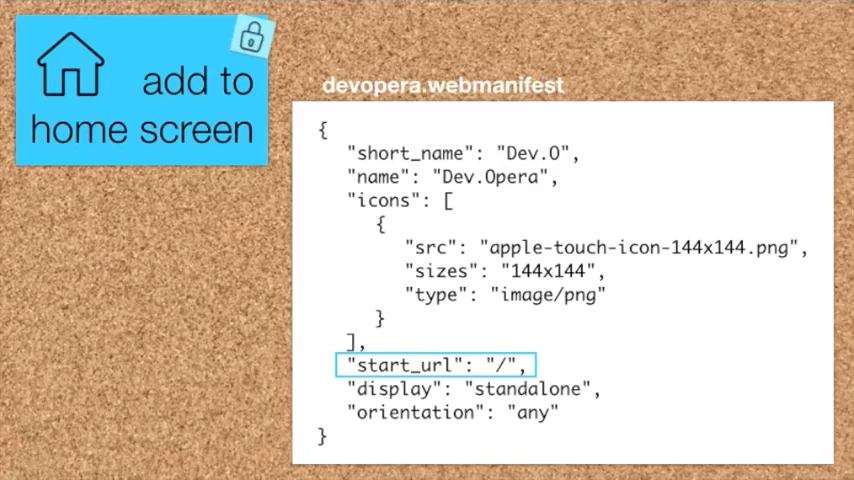 add to
home screen
devopera.webmanifest
{
"short_name": "Dev.O",
"name": "Dev.Opera",
"icons": [
{
"src": "apple-touch-icon-144x144.png",
"sizes": "144x144",
"type": "image/png"
}
],
"start_url": "/",
"display": "standalone",
"orientation": "any"
}